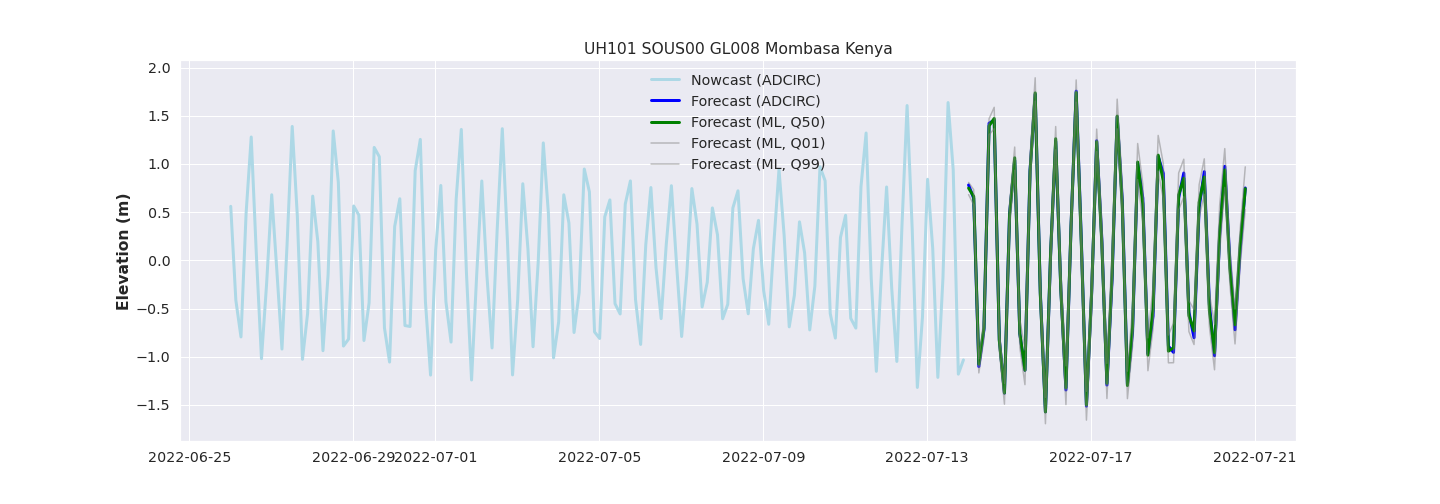 UH101 SOUS00 GL008 Mombasa Kenya
Nowcast (ADCIRC)
Forecast (ADCIRC)
Forecast (ML, Q50)
Forecast (ML, Q01)
Forecast (ML, Q99)
Elevation (m)
2.0
1.5
1.0
0.5
0.0
−0.5
−1.0
−1.5
2022-06-25 2022-06-29 2022-07-01 2022-07-05 2022-07-09 2022-07-13 2022-07-17 2022-07-21